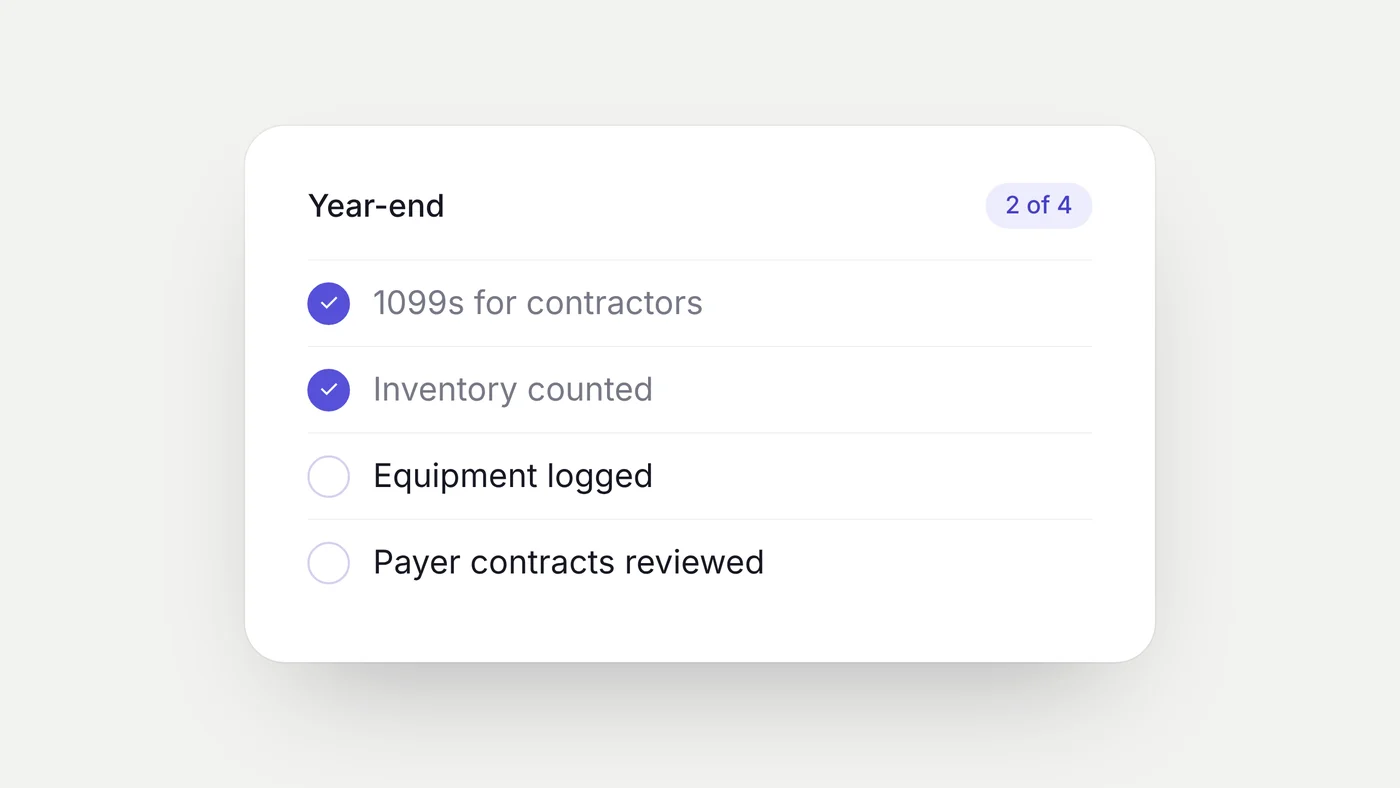 Year-end
2 of 4
1099s for contractors
Inventory counted
Equipment logged
Payer contracts reviewed